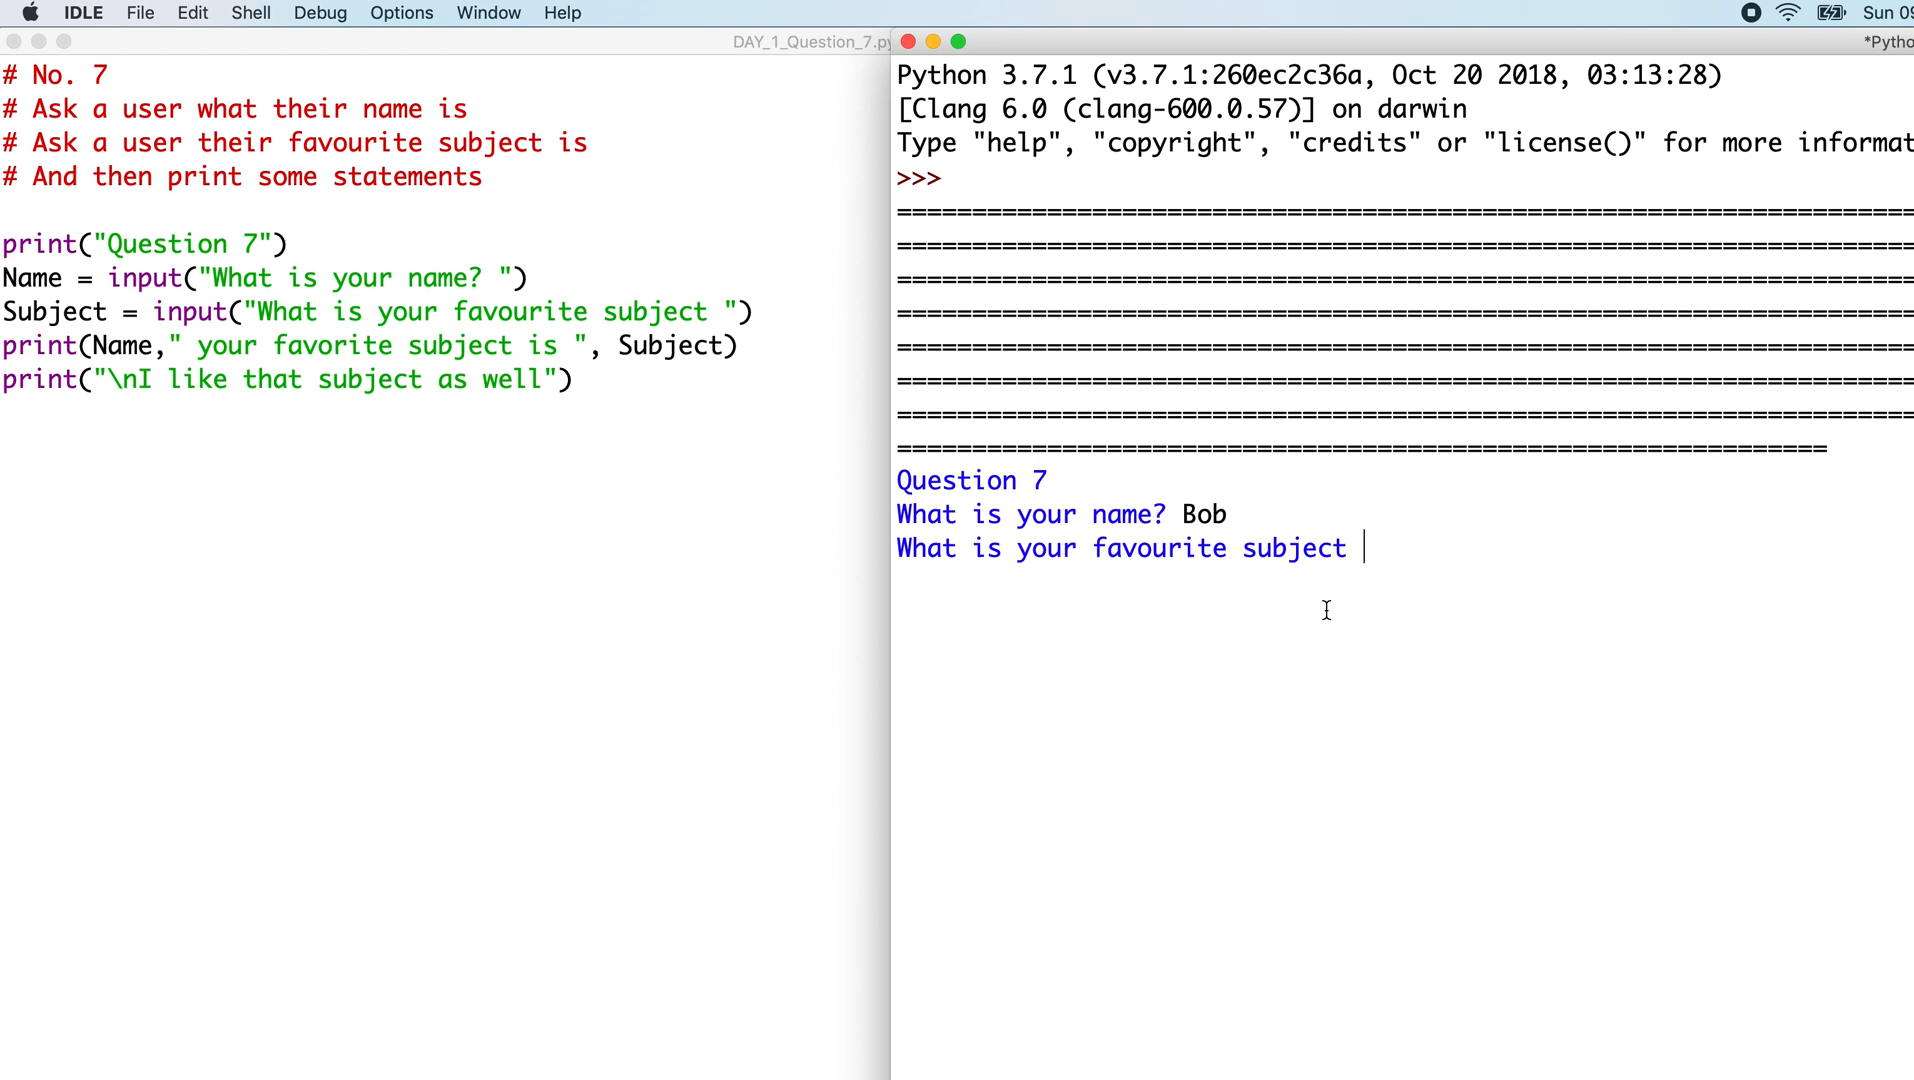 IDLE File Edit Shell Debug Options Window Help Sun 09
DAY_1_Question_7.py
*Pytho
# No. 7
# Ask a user what their name is
# Ask a user their favourite subject is
# And then print some statements
print("Question 7")
Name = input("What is your name? ")
Subject = input("What is your favourite subject ")
print(Name," your favorite subject is ", Subject)
print("\nI like that subject as well")
Python 3.7.1 (v3.7.1:260ec2c36a, Oct 20 2018, 03:13:28)
[Clang 6.0 (clang-600.0.57)] on darwin
Type "help", "copyright", "credits" or "license()" for more informat
>>>
====================================================================
====================================================================
====================================================================
====================================================================
====================================================================
====================================================================
====================================================================
==============================================================
Question 7
What is your name? Bob
What is your favourite subject